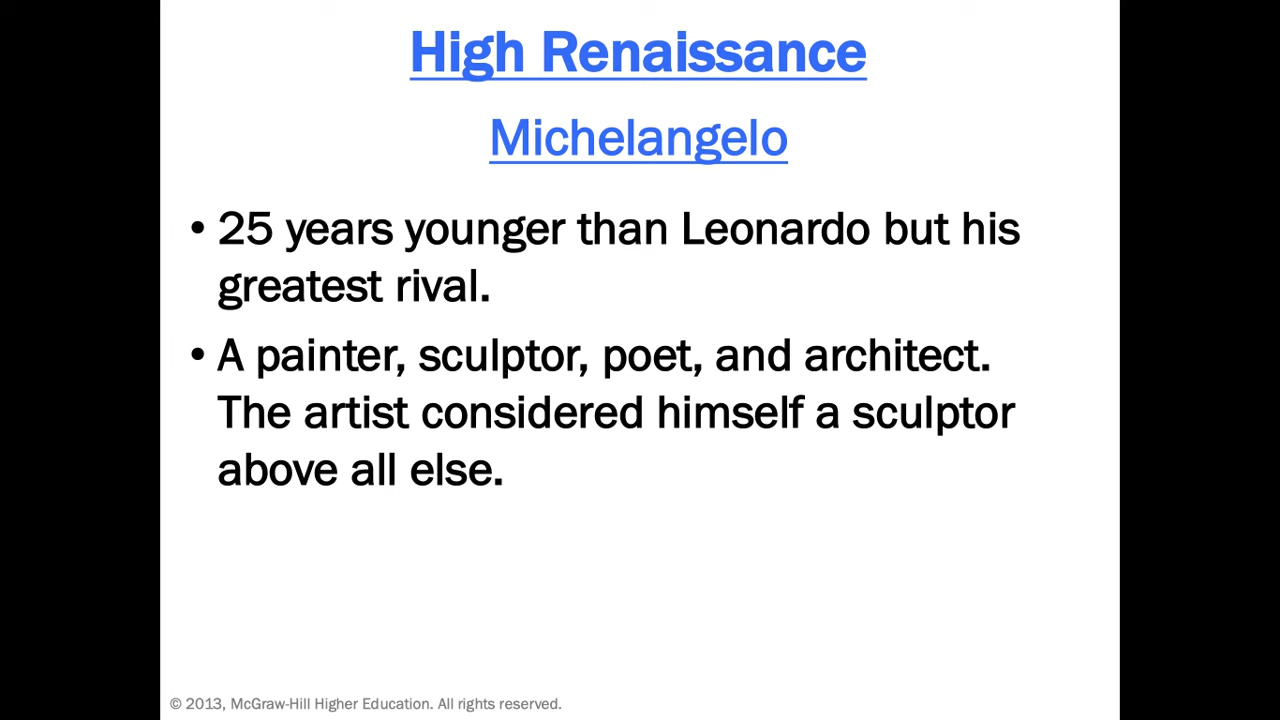 High Renaissance
Michelangelo
• 25 years younger than Leonardo but his
greatest rival.
• A painter, sculptor, poet, and architect.
The artist considered himself a sculptor
above all else.
© 2013, McGraw-Hill Higher Education. All rights reserved.